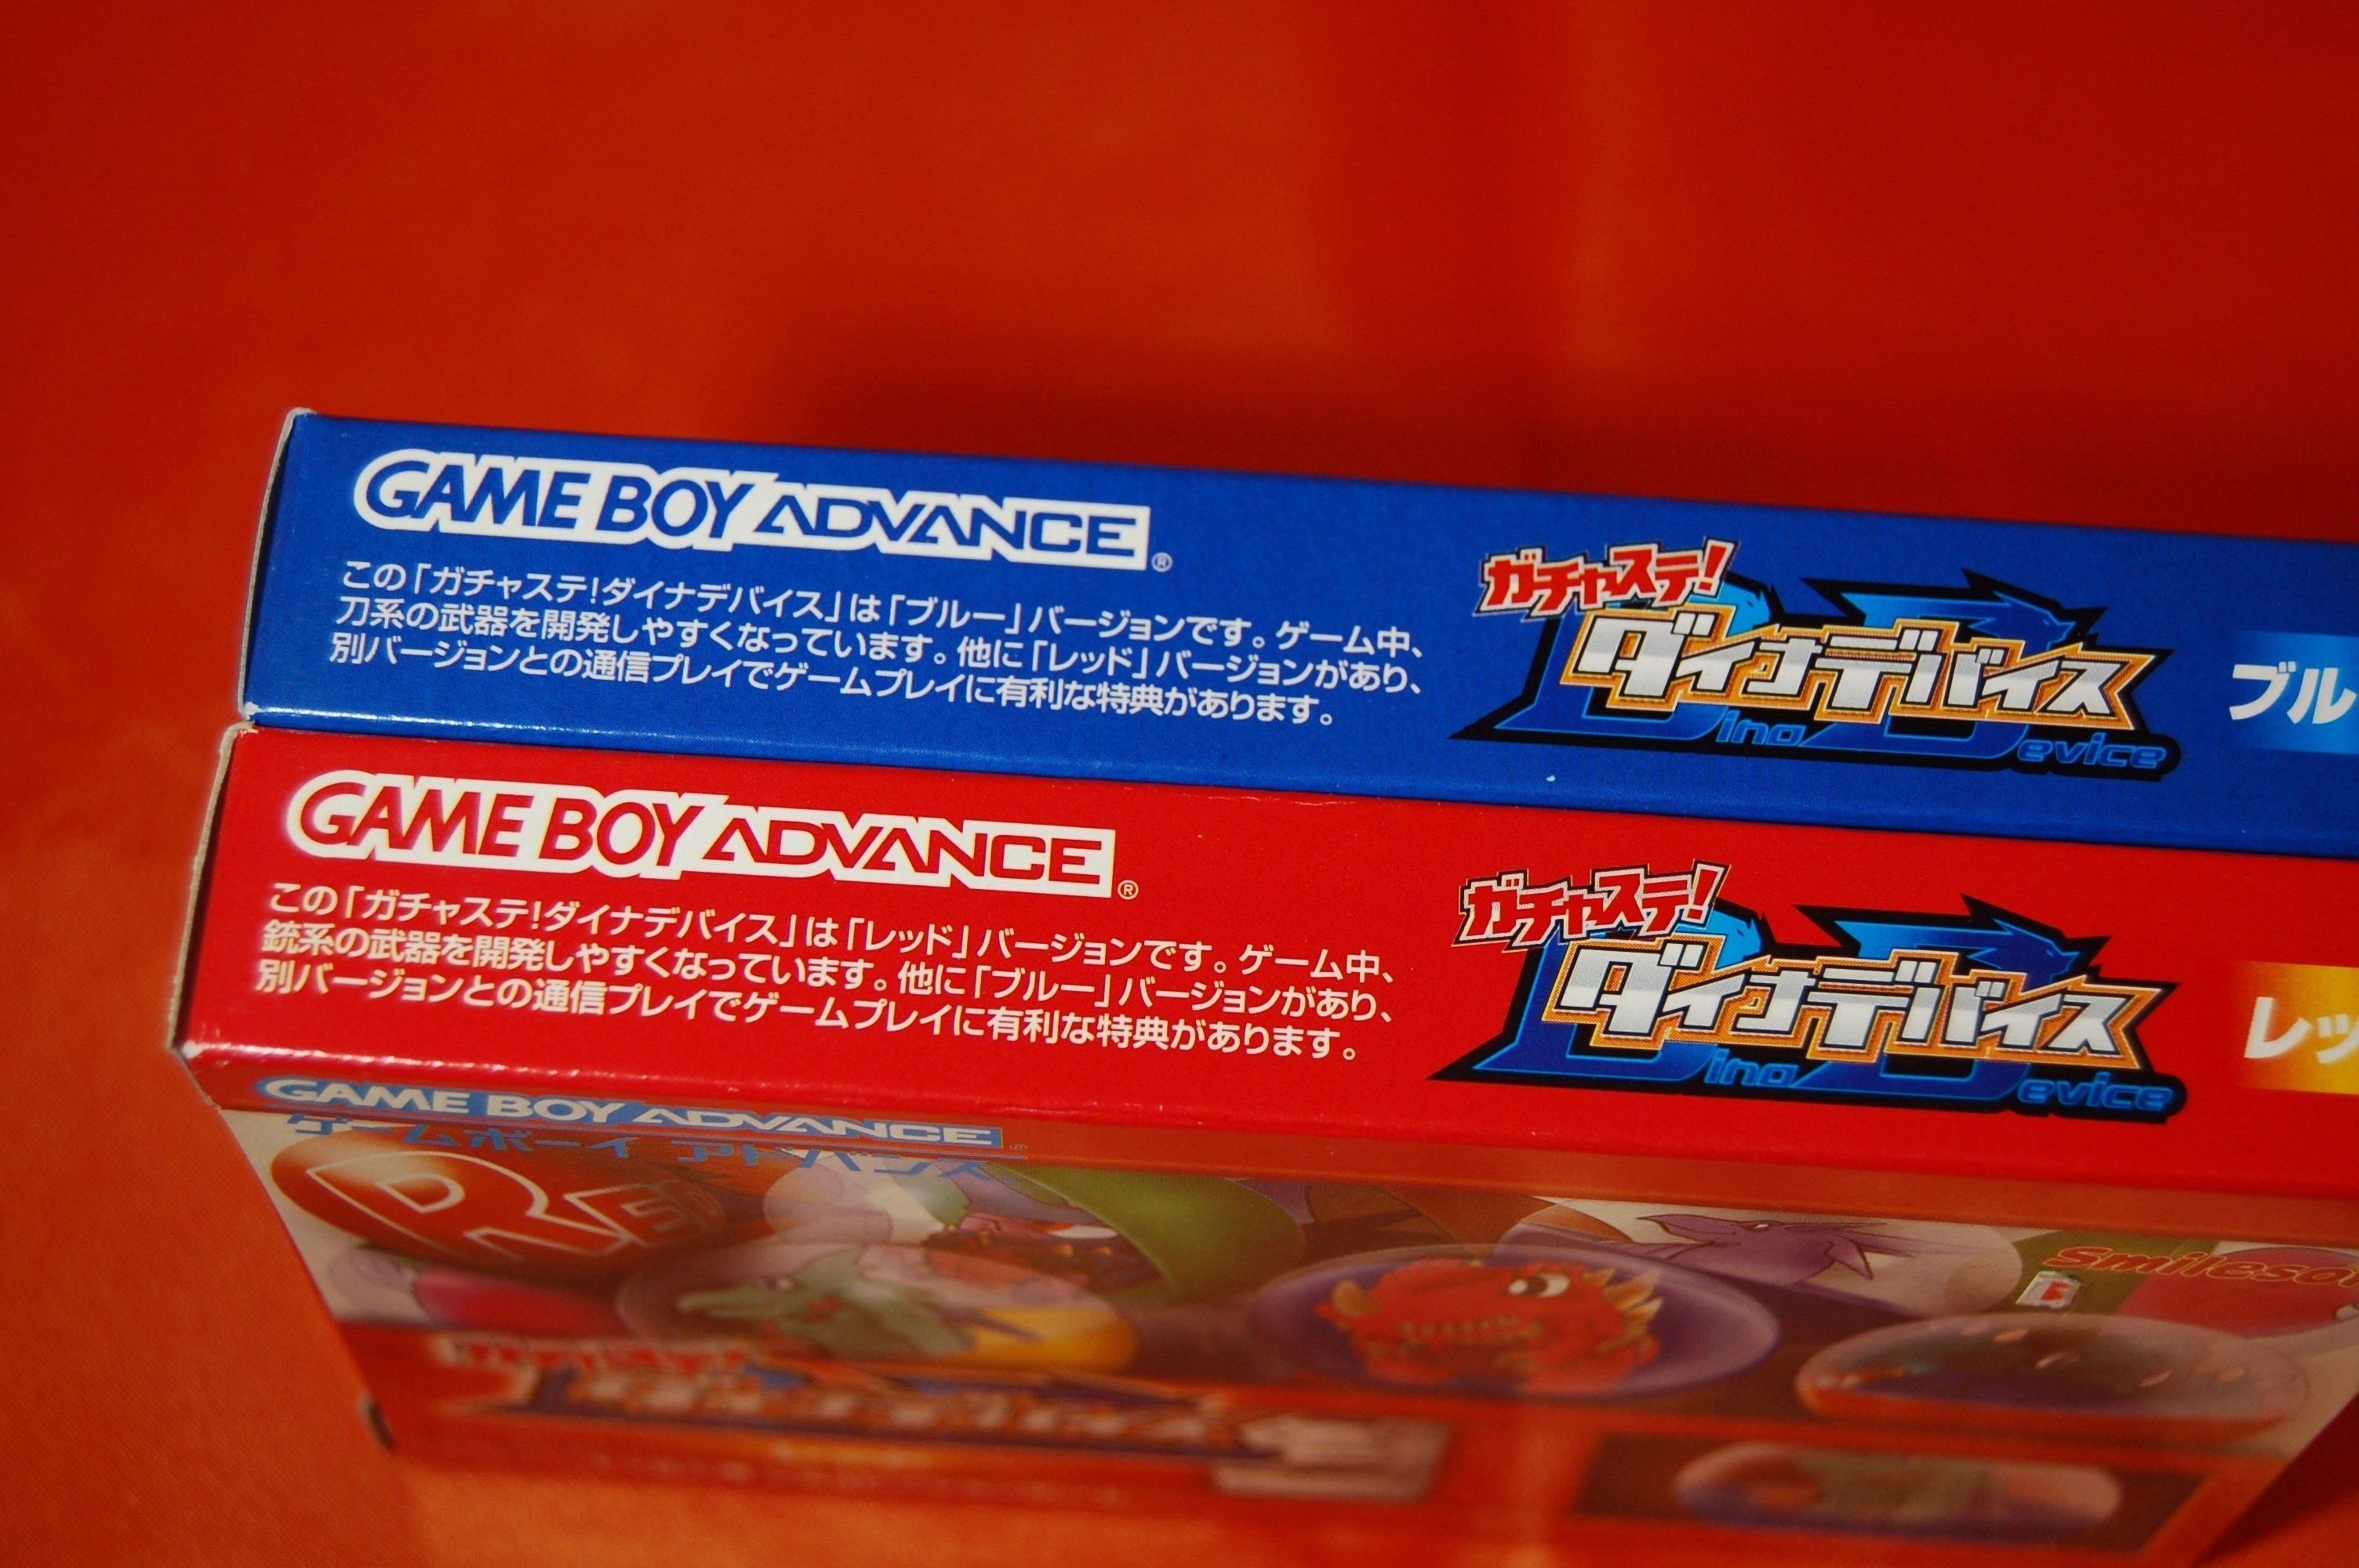 GAME BOY ADVANCE®
この「ガチャステ!ダイナデバイス」は「ブルー」バージョンです。ゲーム中、
刀系の武器を開発しやすくなっています。他に「レッド」バージョンがあり、
別バージョンとの通信プレイでゲームプレイに有利な特典があります。
ガチャステ!
ダイナデバイス
Dino Device
ブル
GAME BOY ADVANCE®
この「ガチャステ!ダイナデバイス」は「レッド」バージョンです。ゲーム中、
銃系の武器を開発しやすくなっています。他に「ブルー」バージョンがあり、
別バージョンとの通信プレイでゲームプレイに有利な特典があります。
ガチャステ!
ダイナデバイス
Dino Device
レッ
GAME BOY ADVANCE®
ゲームボーイ アドバンス
RED